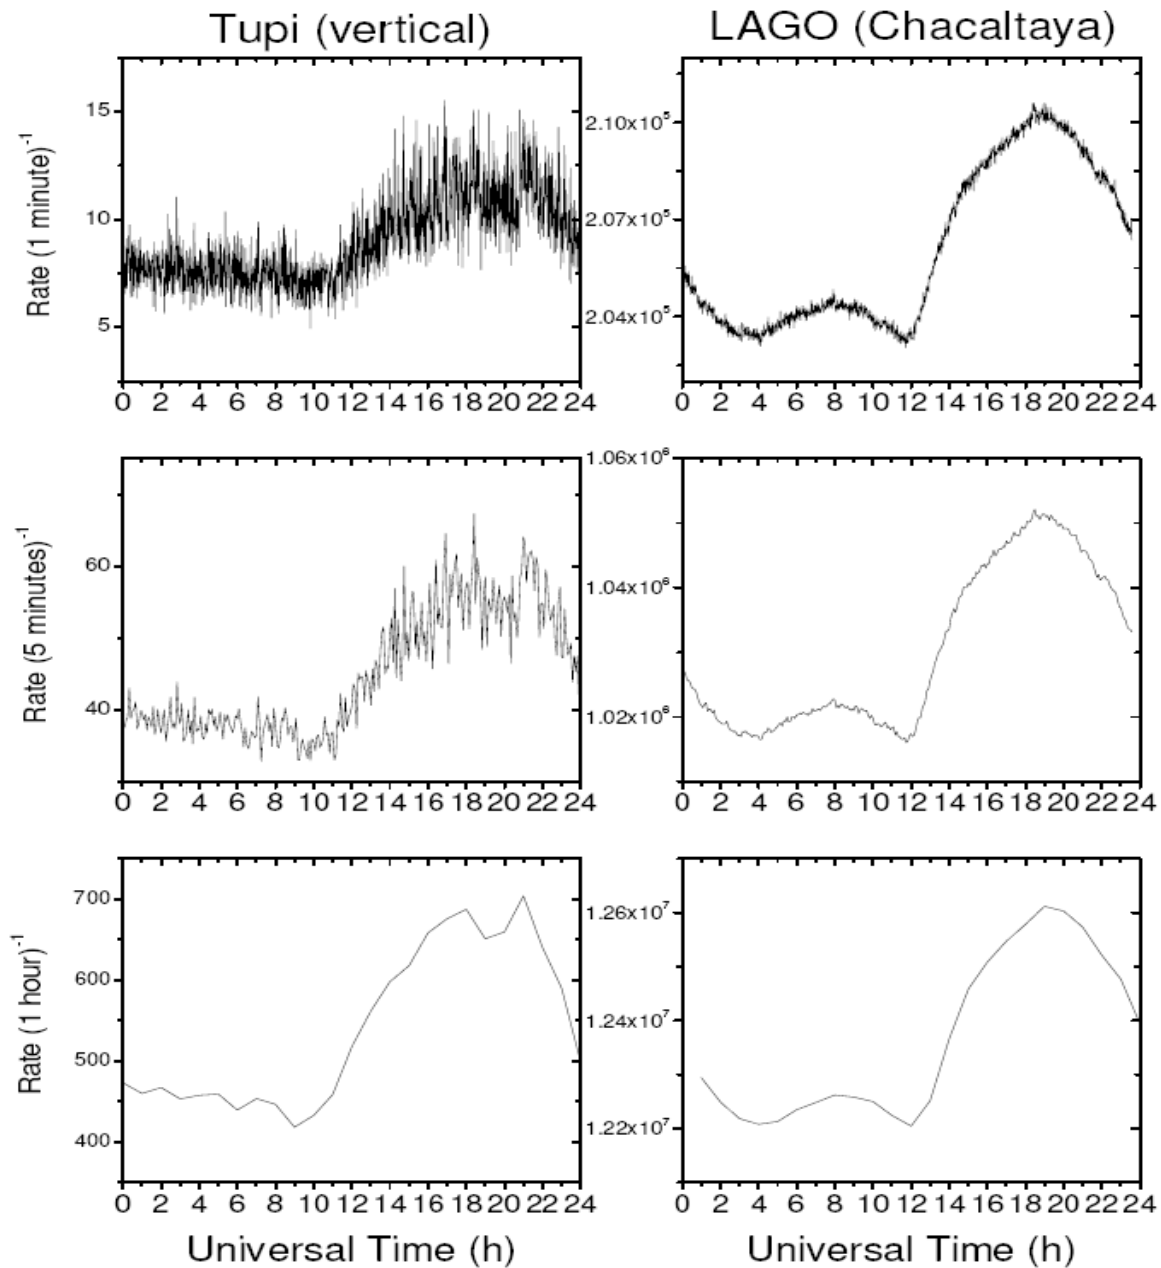 Tupi (vertical)
LAGO (Chacaltaya)
Rate (1 minute)⁻¹
15
10
5
0 2 4 6 8 10 12 14 16 18 20 22 24
2.10x10⁵
2.07x10⁵
2.04x10⁵
0 2 4 6 8 10 12 14 16 18 20 22 24
Rate (5 minutes)⁻¹
60
40
0 2 4 6 8 10 12 14 16 18 20 22 24
1.06x10⁶
1.04x10⁶
1.02x10⁶
0 2 4 6 8 10 12 14 16 18 20 22 24
Rate (1 hour)⁻¹
700
600
500
400
0 2 4 6 8 10 12 14 16 18 20 22 24
Universal Time (h)
1.26x10⁷
1.24x10⁷
1.22x10⁷
0 2 4 6 8 10 12 14 16 18 20 22 24
Universal Time (h)